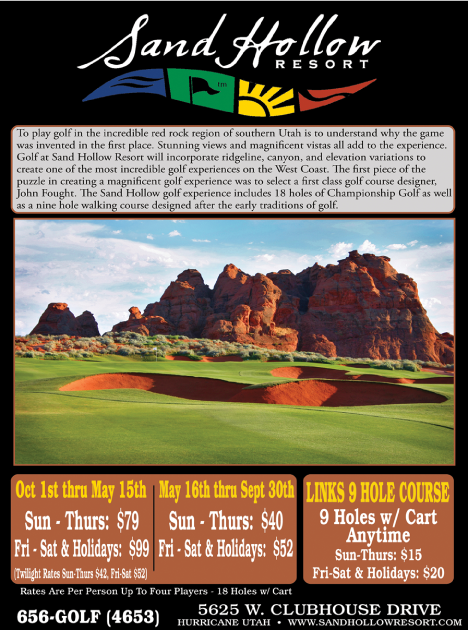 Sand Hollow
RESORT
To play golf in the incredible red rock region of southern Utah is to understand why the game
was invented in the first place. Stunning views and magnificent vistas all add to the experience.
Golf at Sand Hollow Resort will incorporate ridgeline, canyon, and elevation variations to
create one of the most incredible golf experiences on the West Coast. The first piece of the
puzzle in creating a magnificent golf experience was to select a first class golf course designer,
John Fought. The Sand Hollow golf experience includes 18 holes of Championship Golf as well
as a nine hole walking course designed after the early traditions of golf.
Oct 1st thru May 15th
Sun - Thurs: $79
Fri - Sat & Holidays: $99
(Twilight Rates Sun-Thurs $42, Fri-Sat $52)
May 16th thru Sept 30th
Sun - Thurs: $40
Fri - Sat & Holidays: $52
LINKS 9 HOLE COURSE
9 Holes w/ Cart
Anytime
Sun-Thurs: $15
Fri-Sat & Holidays: $20
Rates Are Per Person Up To Four Players - 18 Holes w/ Cart
656-GOLF (4653)
5625 W. CLUBHOUSE DRIVE
HURRICANE UTAH • WWW.SANDHOLLOWRESORT.COM